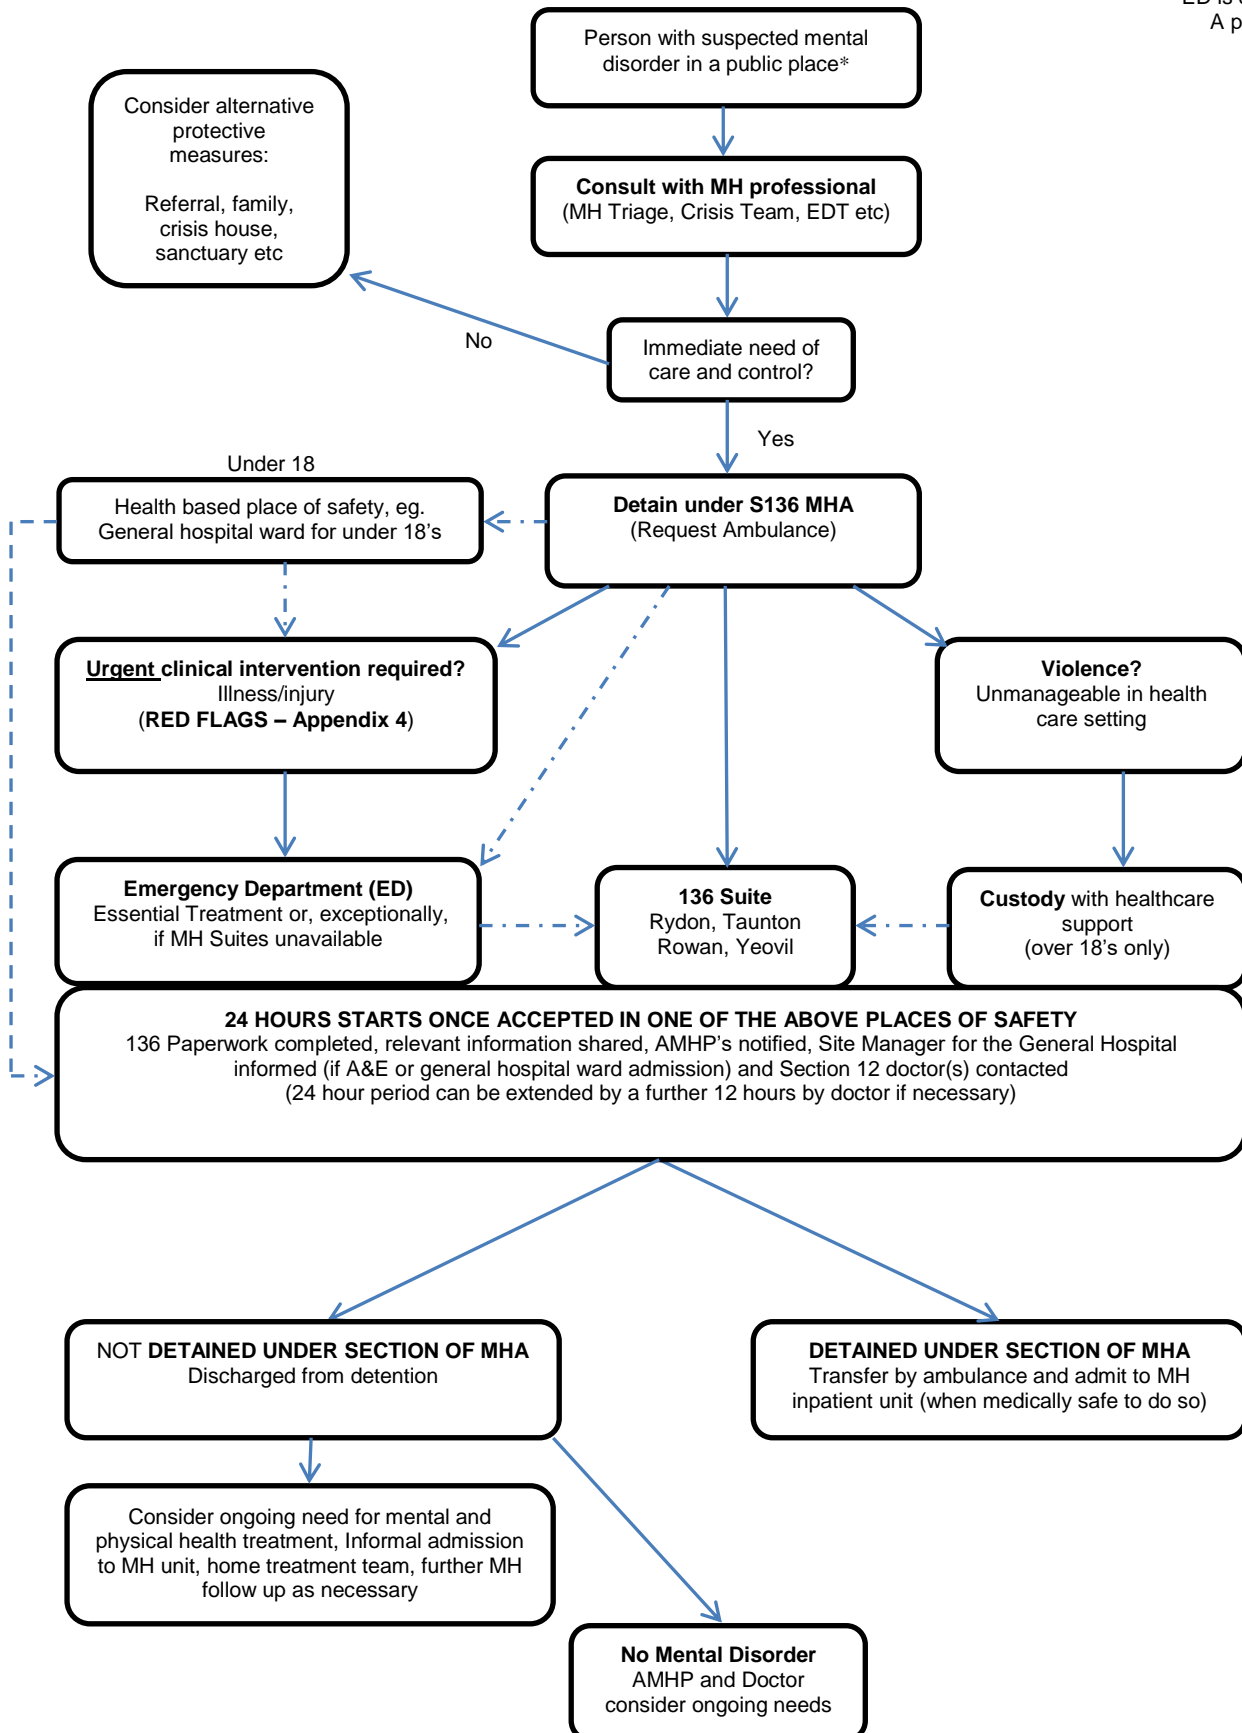 A p
Person with suspected mental
disorder in a public place*
Consider alternative
protective
measures:
Referral, family,
crisis house,
sanctuary etc
Consult with MH professional
(MH Triage, Crisis Team, EDT etc)
No
Immediate need of
care and control?
Yes
Under 18
Health based place of safety, eg.
General hospital ward for under 18's
Detain under S136 MHA
(Request Ambulance)
Urgent clinical intervention required?
Illness/injury
(RED FLAGS – Appendix 4)
Violence?
Unmanageable in health
care setting
Emergency Department (ED)
Essential Treatment or, exceptionally,
if MH Suites unavailable
136 Suite
Rydon, Taunton
Rowan, Yeovil
Custody with healthcare
support
(over 18's only)
24 HOURS STARTS ONCE ACCEPTED IN ONE OF THE ABOVE PLACES OF SAFETY
136 Paperwork completed, relevant information shared, AMHP's notified, Site Manager for the General Hospital
informed (if A&E or general hospital ward admission) and Section 12 doctor(s) contacted
(24 hour period can be extended by a further 12 hours by doctor if necessary)
NOT DETAINED UNDER SECTION OF MHA
Discharged from detention
DETAINED UNDER SECTION OF MHA
Transfer by ambulance and admit to MH
inpatient unit (when medically safe to do so)
Consider ongoing need for mental and
physical health treatment, Informal admission
to MH unit, home treatment team, further MH
follow up as necessary
No Mental Disorder
AMHP and Doctor
consider ongoing needs